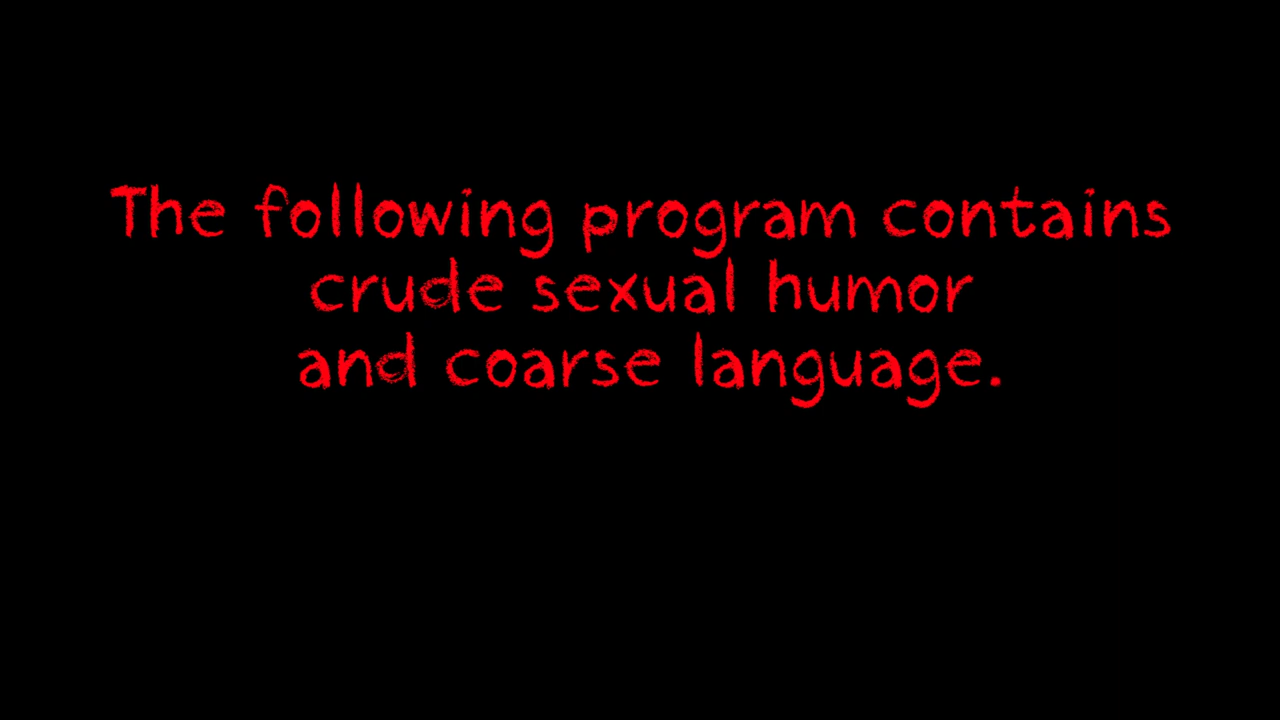 The following program contains
crude sexual humor
and coarse language.